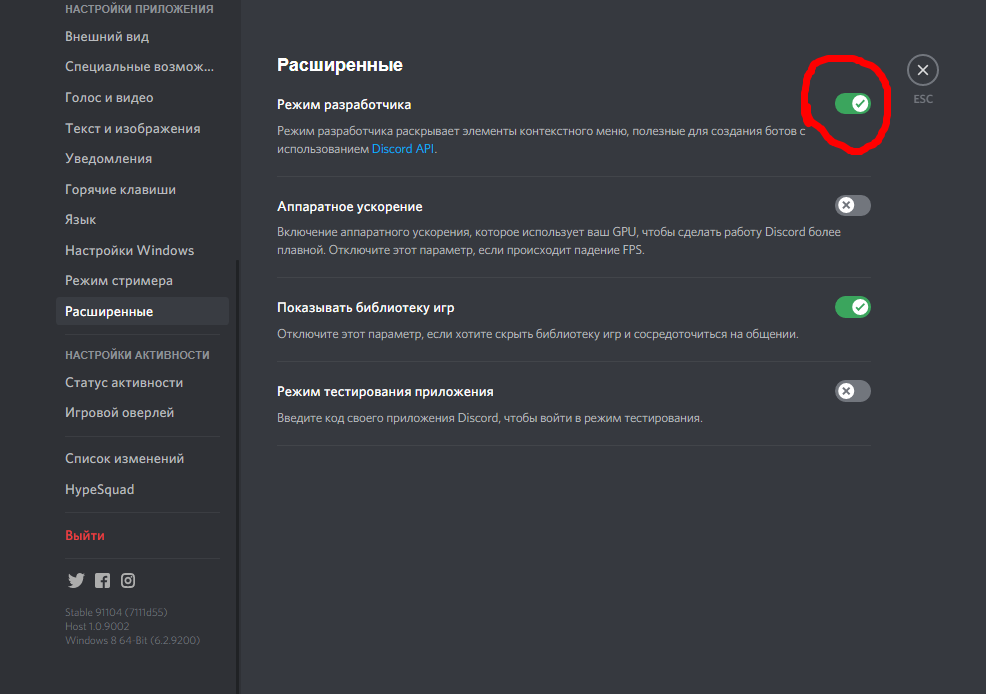 НАСТРОЙКИ ПРИЛОЖЕНИЯ
Внешний вид
Специальные возмож...
Голос и видео
Текст и изображения
Уведомления
Горячие клавиши
Язык
Настройки Windows
Режим стримера
Расширенные
НАСТРОЙКИ АКТИВНОСТИ
Статус активности
Игровой оверлей
Список изменений
HypeSquad
Выйти
Stable 91104 (7111d55)
Host 1.0.9002
Windows 8 64-Bit (6.2.9200)
Расширенные
Режим разработчика
Режим разработчика раскрывает элементы контекстного меню, полезные для создания ботов с
использованием Discord API.
Аппаратное ускорение
Включение аппаратного ускорения, которое использует ваш GPU, чтобы сделать работу Discord более
плавной. Отключите этот параметр, если происходит падение FPS.
Показывать библиотеку игр
Отключите этот параметр, если хотите скрыть библиотеку игр и сосредоточиться на общении.
Режим тестирования приложения
Введите код своего приложения Discord, чтобы войти в режим тестирования.
ESC